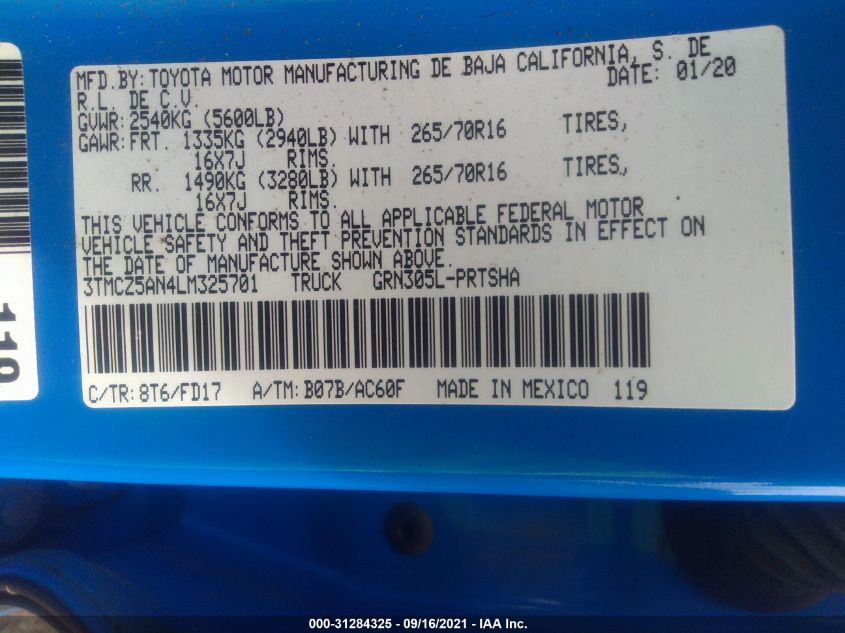 MFD.BY: TOYOTA MOTOR MANUFACTURING DE BAJA CALIFORNIA, S. DE
R.L. DE C.V. DATE: 01/20
GVWR: 2540KG (5600LB)
GAWR: FRT. 1335KG (2940LB) WITH 265/70R16 TIRES,
16X7J RIMS.
RR. 1490KG (3280LB) WITH 265/70R16 TIRES,
16X7J RIMS.
THIS VEHICLE CONFORMS TO ALL APPLICABLE FEDERAL MOTOR
VEHICLE SAFETY AND THEFT PREVENTION STANDARDS IN EFFECT ON
THE DATE OF MANUFACTURE SHOWN ABOVE.
3TMCZ5AN4LM325701 TRUCK GRN305L-PRTSHA
C/TR: 8T6/FD17 A/TM: B07B/AC60F MADE IN MEXICO 119
119
000-31284325 - 09/16/2021 - IAA Inc.